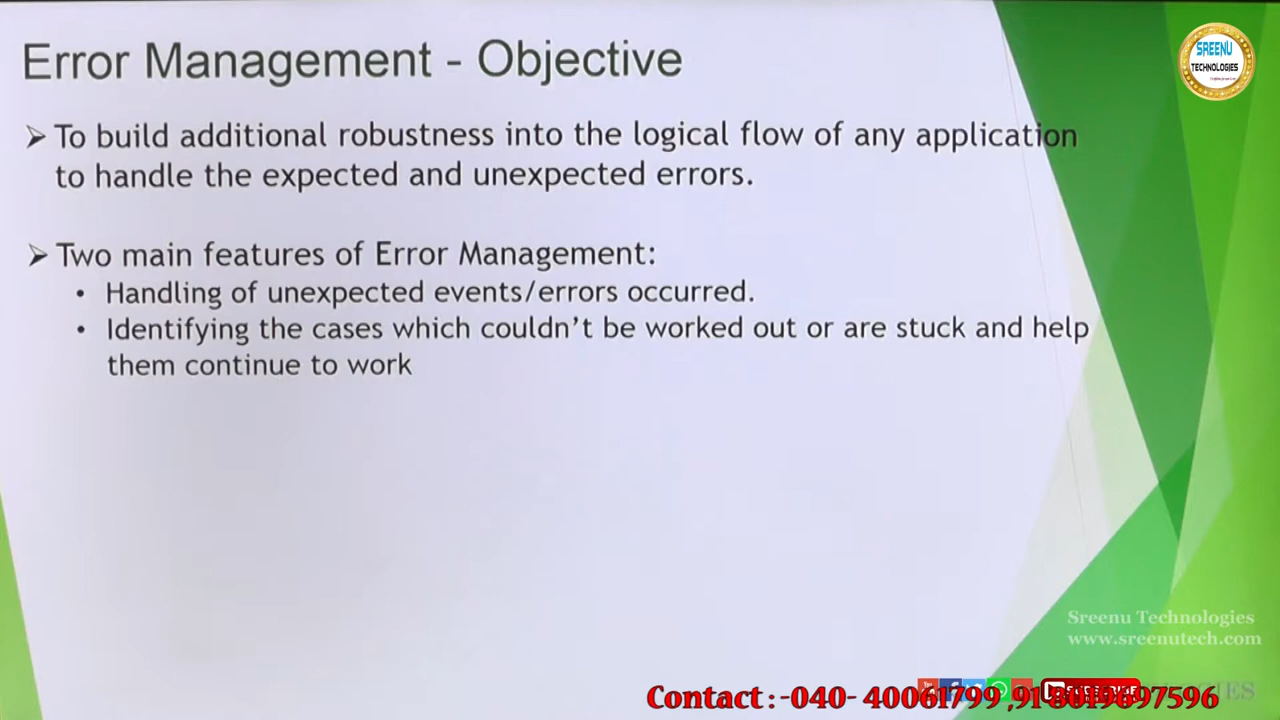 Error Management - Objective
SREENU
TECHNOLOGIES
➢ To build additional robustness into the logical flow of any application
to handle the expected and unexpected errors.
➢ Two main features of Error Management:
• Handling of unexpected events/errors occurred.
• Identifying the cases which couldn't be worked out or are stuck and help
them continue to work
Sreenu Technologies
www.sreenutech.com
Contact :-040- 40061799 ,91 8019697596